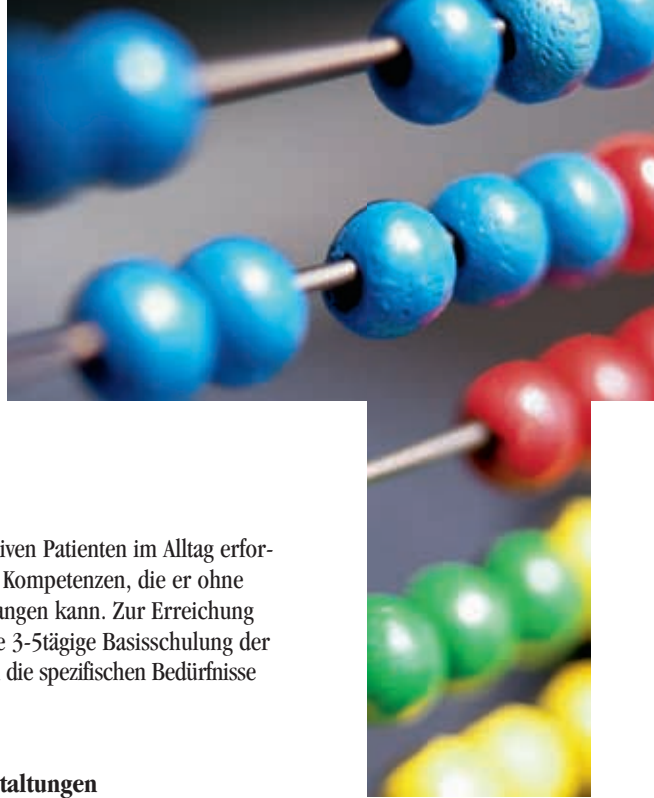 iven Patienten im Alltag erfor-
Kompetenzen, die er ohne
ungen kann. Zur Erreichung
e 3-5tägige Basisschulung der
die spezifischen Bedürfnisse
taltungen